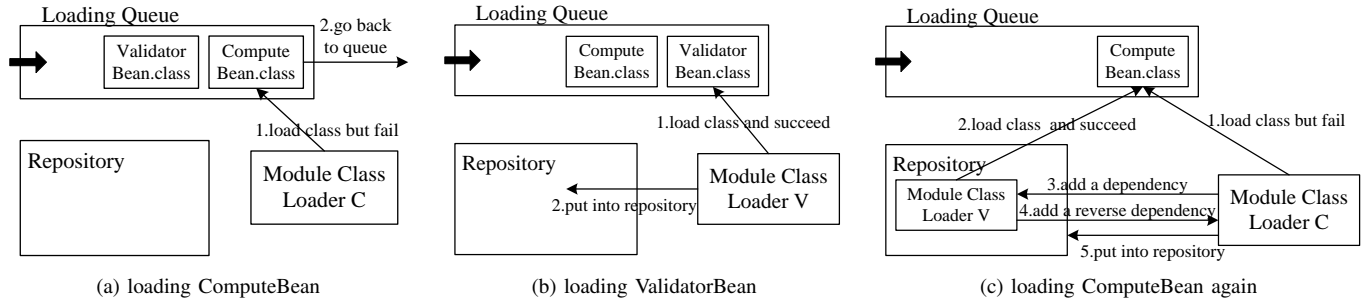 Loading Queue
2.go back
to queue
Validator
Bean.class
Compute
Bean.class
1.load class but fail
Repository
Module Class
Loader C
(a) loading ComputeBean
Loading Queue
Compute
Bean.class
Validator
Bean.class
1.load class and succeed
Repository
Module Class
Loader V
2.put into repository
(b) loading ValidatorBean
Loading Queue
Compute
Bean.class
2.load class and succeed
1.load class but fail
Repository
Module Class
Loader V
3.add a dependency
4.add a reverse dependency
Module Class
Loader C
5.put into repository
(c) loading ComputeBean again